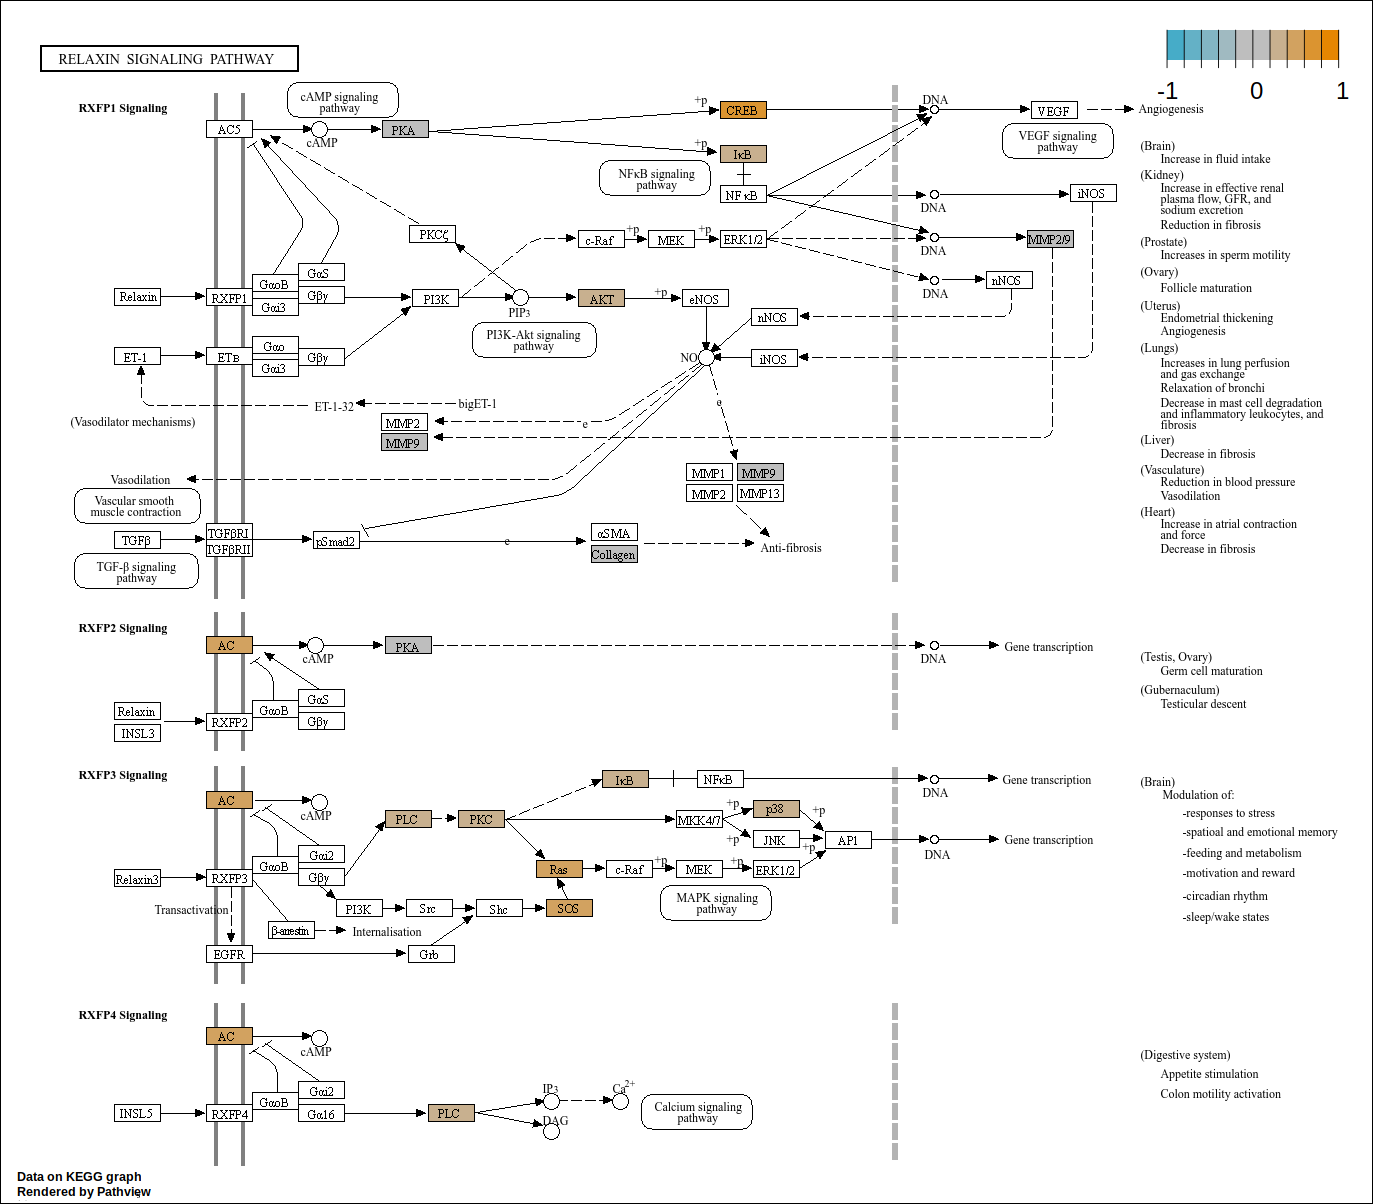 RELAXIN SIGNALING PATHWAY
-1 0 1
RXFP1 Signaling
cAMP signaling
pathway
AC5
cAMP
PKA
+p
CREB
DNA
VEGF
Angiogenesis
VEGF signaling
pathway
+p
IκB
NFκB signaling
pathway
NFκB
DNA
iNOS
PKCζ
c-Raf
+p
MEK
+p
ERK1/2
DNA
MMP2/9
DNA
nNOS
Relaxin
RXFP1
GαoB
Gαi3
GαS
Gβγ
PI3K
PIP3
AKT
+p
eNOS
PI3K-Akt signaling
pathway
nNOS
ET-1
ETB
Gαo
Gαi3
Gβγ
NO
iNOS
ET-1-32
bigET-1
(Vasodilator mechanisms)
MMP2
MMP9
e
e
MMP1
MMP9
MMP2
MMP13
Vasodilation
Vascular smooth
muscle contraction
TGFβ
TGFβRI
TGFβRII
pSmad2
e
αSMA
Collagen
Anti-fibrosis
TGF-β signaling
pathway
(Brain)
Increase in fluid intake
(Kidney)
Increase in effective renal
plasma flow, GFR, and
sodium excretion
Reduction in fibrosis
(Prostate)
Increases in sperm motility
(Ovary)
Follicle maturation
(Uterus)
Endometrial thickening
Angiogenesis
(Lungs)
Increases in lung perfusion
and gas exchange
Relaxation of bronchi
Decrease in mast cell degradation
and inflammatory leukocytes, and
fibrosis
(Liver)
Decrease in fibrosis
(Vasculature)
Reduction in blood pressure
Vasodilation
(Heart)
Increase in atrial contraction
and force
Decrease in fibrosis
RXFP2 Signaling
AC
cAMP
PKA
DNA
Gene transcription
Relaxin
INSL3
RXFP2
GαoB
GαS
Gβγ
(Testis, Ovary)
Germ cell maturation
(Gubernaculum)
Testicular descent
RXFP3 Signaling
AC
cAMP
PLC
PKC
IκB
NFκB
DNA
Gene transcription
MKK4/7
+p
p38
+p
+p
JNK
+p
AP1
DNA
Gene transcription
Relaxin3
RXFP3
GαoB
Gαi2
Gβγ
Ras
c-Raf
+p
MEK
+p
ERK1/2
Transactivation
PI3K
Src
Shc
SOS
MAPK signaling
pathway
β-arrestin
Internalisation
EGFR
Grb
(Brain)
Modulation of:
-responses to stress
-spatioal and emotional memory
-feeding and metabolism
-motivation and reward
-circadian rhythm
-sleep/wake states
RXFP4 Signaling
AC
cAMP
INSL5
RXFP4
GαoB
Gαi2
Gα16
PLC
IP3
Ca2+
DAG
Calcium signaling
pathway
(Digestive system)
Appetite stimulation
Colon motility activation
Data on KEGG graph
Rendered by Pathview